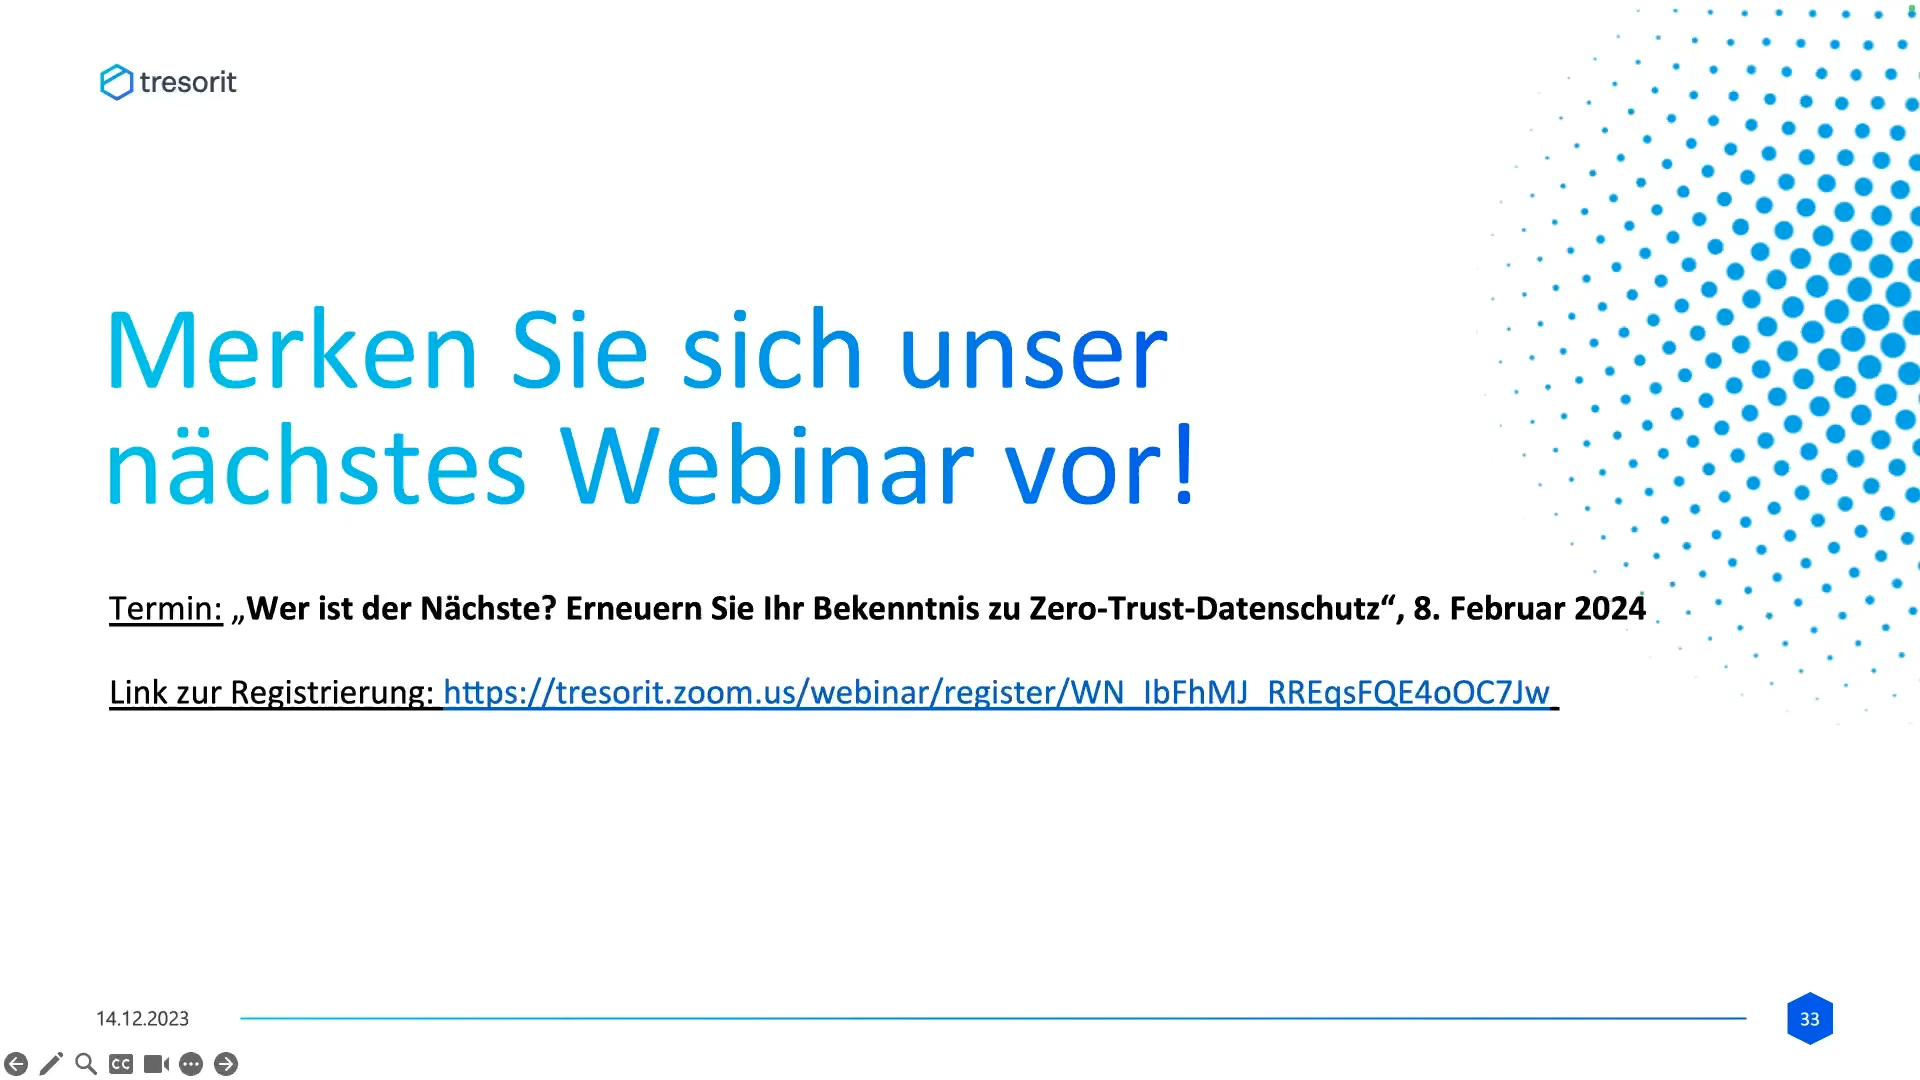 tresorit
Merken Sie sich unser
nächstes Webinar vor!
Termin: „Wer ist der Nächste? Erneuern Sie Ihr Bekenntnis zu Zero-Trust-Datenschutz“, 8. Februar 2024
Link zur Registrierung: https://tresorit.zoom.us/webinar/register/WN_IbFhMJ_RREqsFQE4oOC7Jw
14.12.2023
33
CC